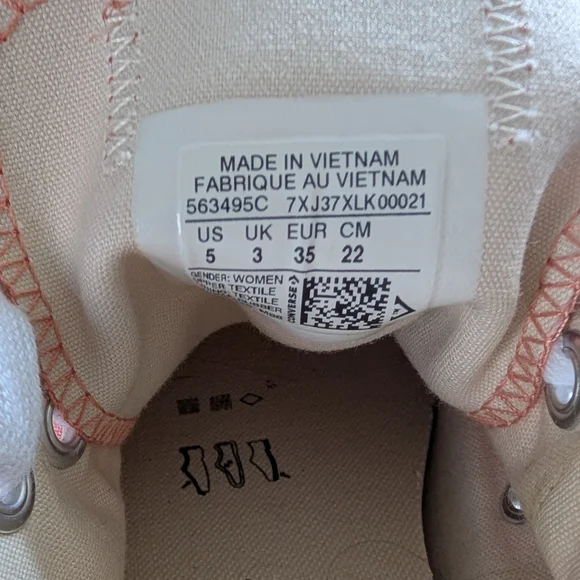 MADE IN VIETNAM
FABRIQUE AU VIETNAM
563495C 7XJ37XLK00021
US UK EUR CM
5 3 35 22
GENDER: WOMEN
UPPER TEXTILE
CONVERSE